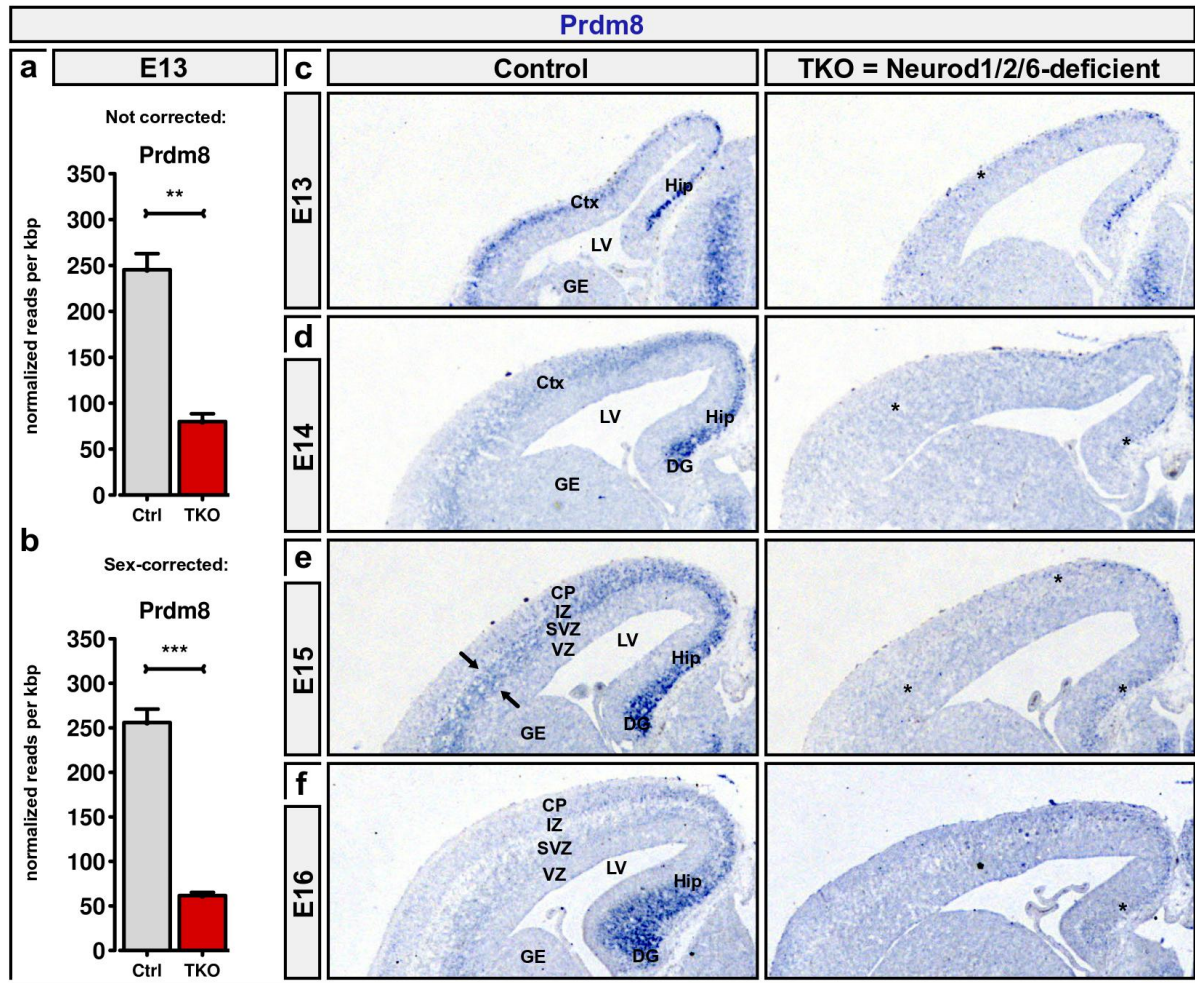 Prdm8
a
E13
Not corrected:
Prdm8
normalized reads per kbp
350
300
250
200
150
100
50
0
**
Ctrl TKO
b
Sex-corrected:
Prdm8
normalized reads per kbp
350
300
250
200
150
100
50
0
***
Ctrl TKO
c
Control
TKO = Neurod1/2/6-deficient
E13
Ctx
Hip
LV
GE
*
d
E14
Ctx
LV
Hip
DG
GE
*
*
e
E15
CP
IZ
SVZ
VZ
LV
Hip
DG
GE
*
*
*
f
E16
CP
IZ
SVZ
VZ
LV
Hip
DG
GE
*
*